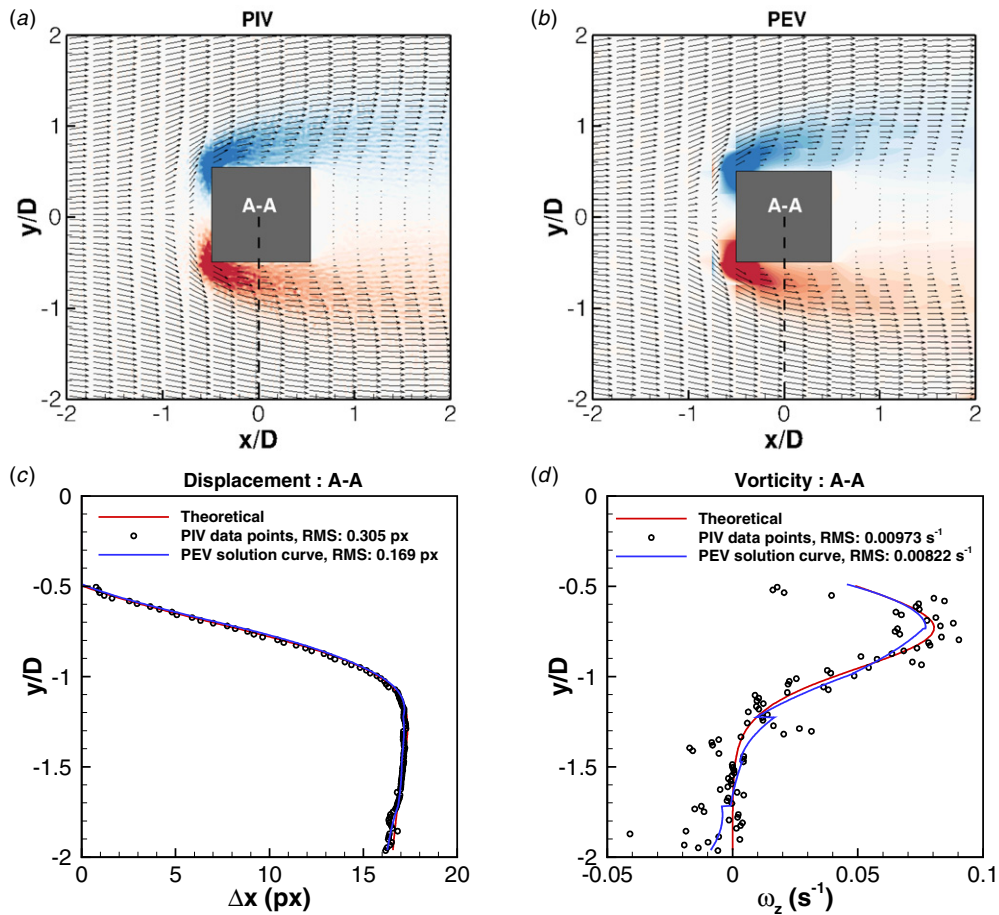 (a) PIV
2
1
0
-1
-2
y/D
A-A
-2 -1 0 1 2
x/D
(b) PEV
2
1
0
-1
-2
y/D
A-A
-2 -1 0 1 2
x/D
(c) Displacement : A-A
Theoretical
PIV data points, RMS: 0.305 px
PEV solution curve, RMS: 0.169 px
0
-0.5
-1
-1.5
-2
y/D
0 5 10 15 20
Δx (px)
(d) Vorticity : A-A
Theoretical
PIV data points, RMS: 0.00973 s⁻¹
PEV solution curve, RMS: 0.00822 s⁻¹
0
-0.5
-1
-1.5
-2
y/D
-0.05 0 0.05 0.1
ω_z (s⁻¹)